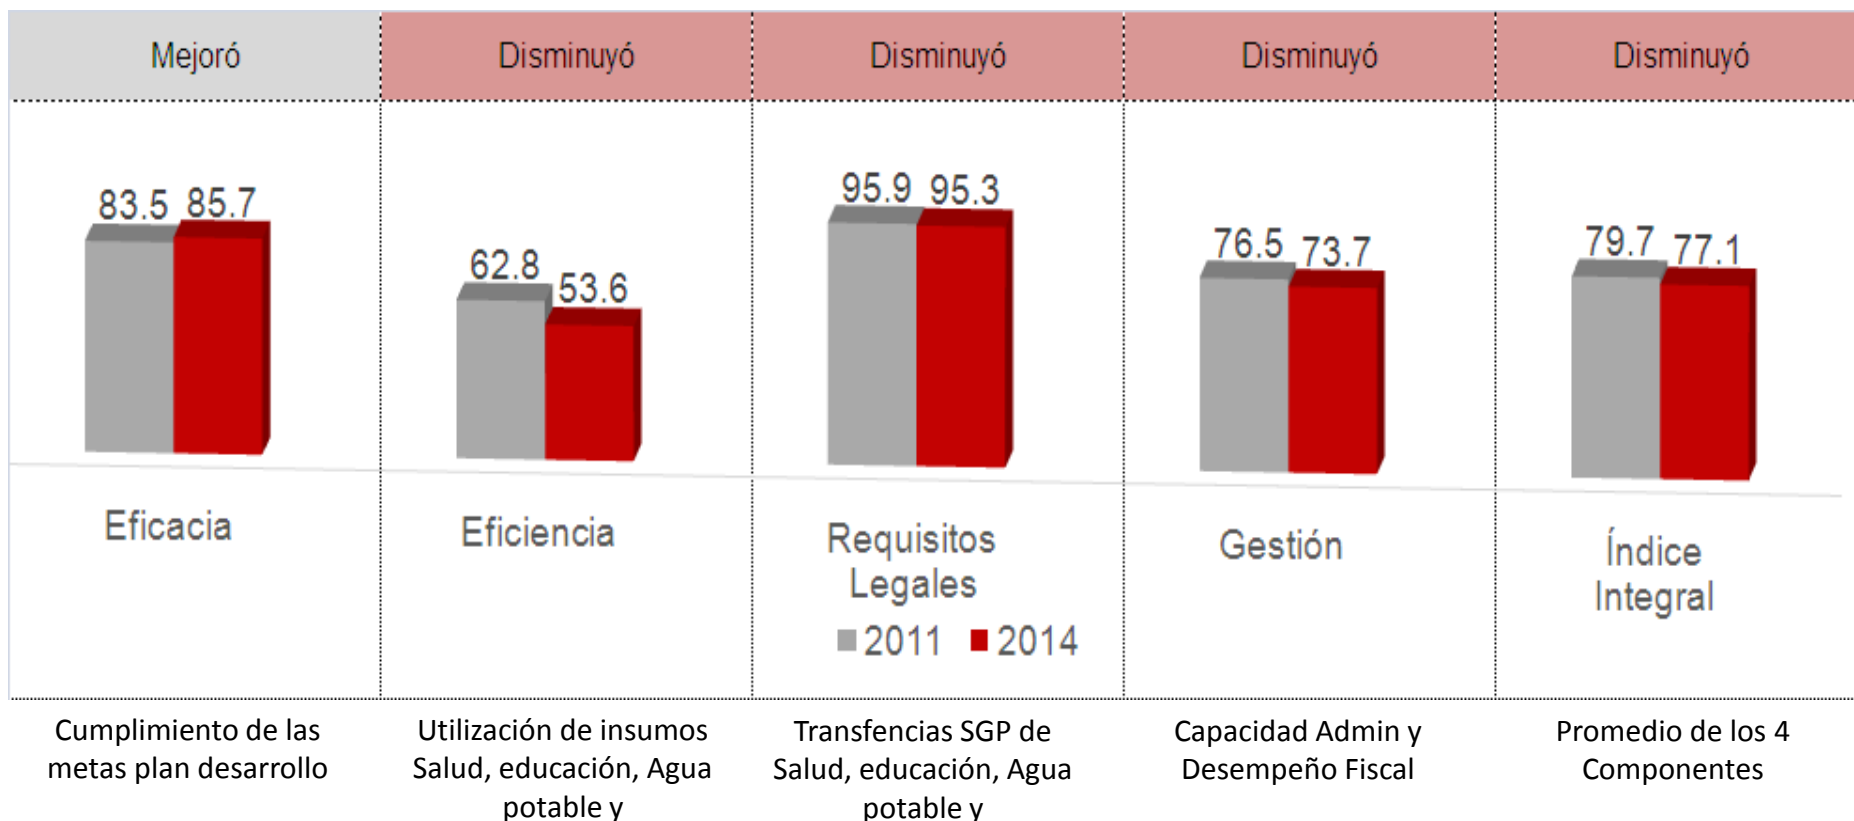 Mejoró
Disminuyó
Disminuyó
Disminuyó
Disminuyó
83.5 85.7
62.8 53.6
95.9 95.3
76.5 73.7
79.7 77.1
Eficacia
Eficiencia
Requisitos
Legales
Gestión
Índice
Integral
2011 2014
Cumplimiento de las
metas plan desarrollo
Utilización de insumos
Salud, educación, Agua
potable y
Transfencias SGP de
Salud, educación, Agua
potable y
Capacidad Admin y
Desempeño Fiscal
Promedio de los 4
Componentes